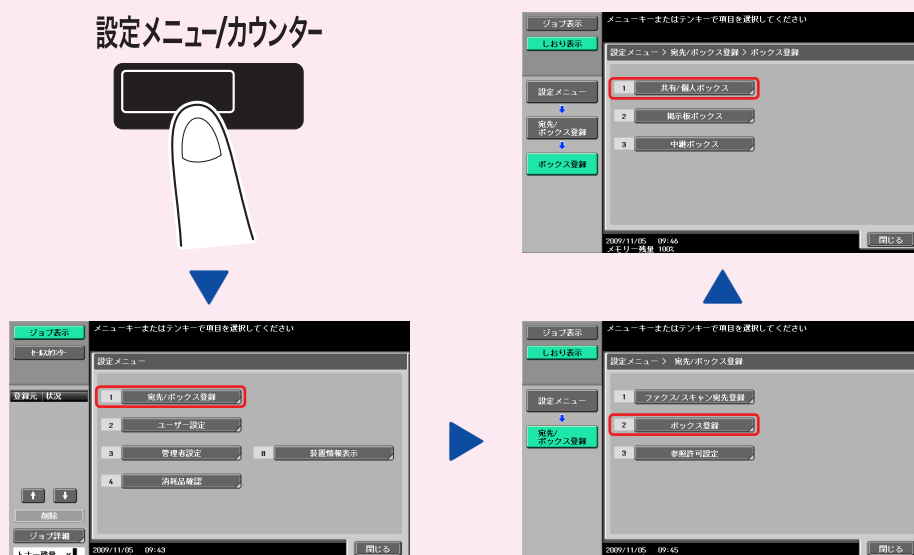 設定メニュー/カウンター
ジョブ表示
セールスカウンター
登録元 状況
削除
ジョブ詳細
メニューキーまたはテンキーで項目を選択してください
設定メニュー
1 宛先/ボックス登録
2 ユーザー設定
3 管理者設定
8 装置情報表示
4 消耗品確認
2009/11/05 09:43
閉じる
ジョブ表示
しおり表示
設定メニュー
宛先/
ボックス登録
メニューキーまたはテンキーで項目を選択してください
設定メニュー > 宛先/ボックス登録
1 ファクス/スキャン宛先登録
2 ボックス登録
3 参照許可設定
2009/11/05 09:45
閉じる
ジョブ表示
しおり表示
設定メニュー
宛先/
ボックス登録
ボックス登録
メニューキーまたはテンキーで項目を選択してください
設定メニュー > 宛先/ボックス登録 > ボックス登録
1 共有/個人ボックス
2 掲示板ボックス
3 中継ボックス
2009/11/05 09:46
メモリー残量 100%
閉じる